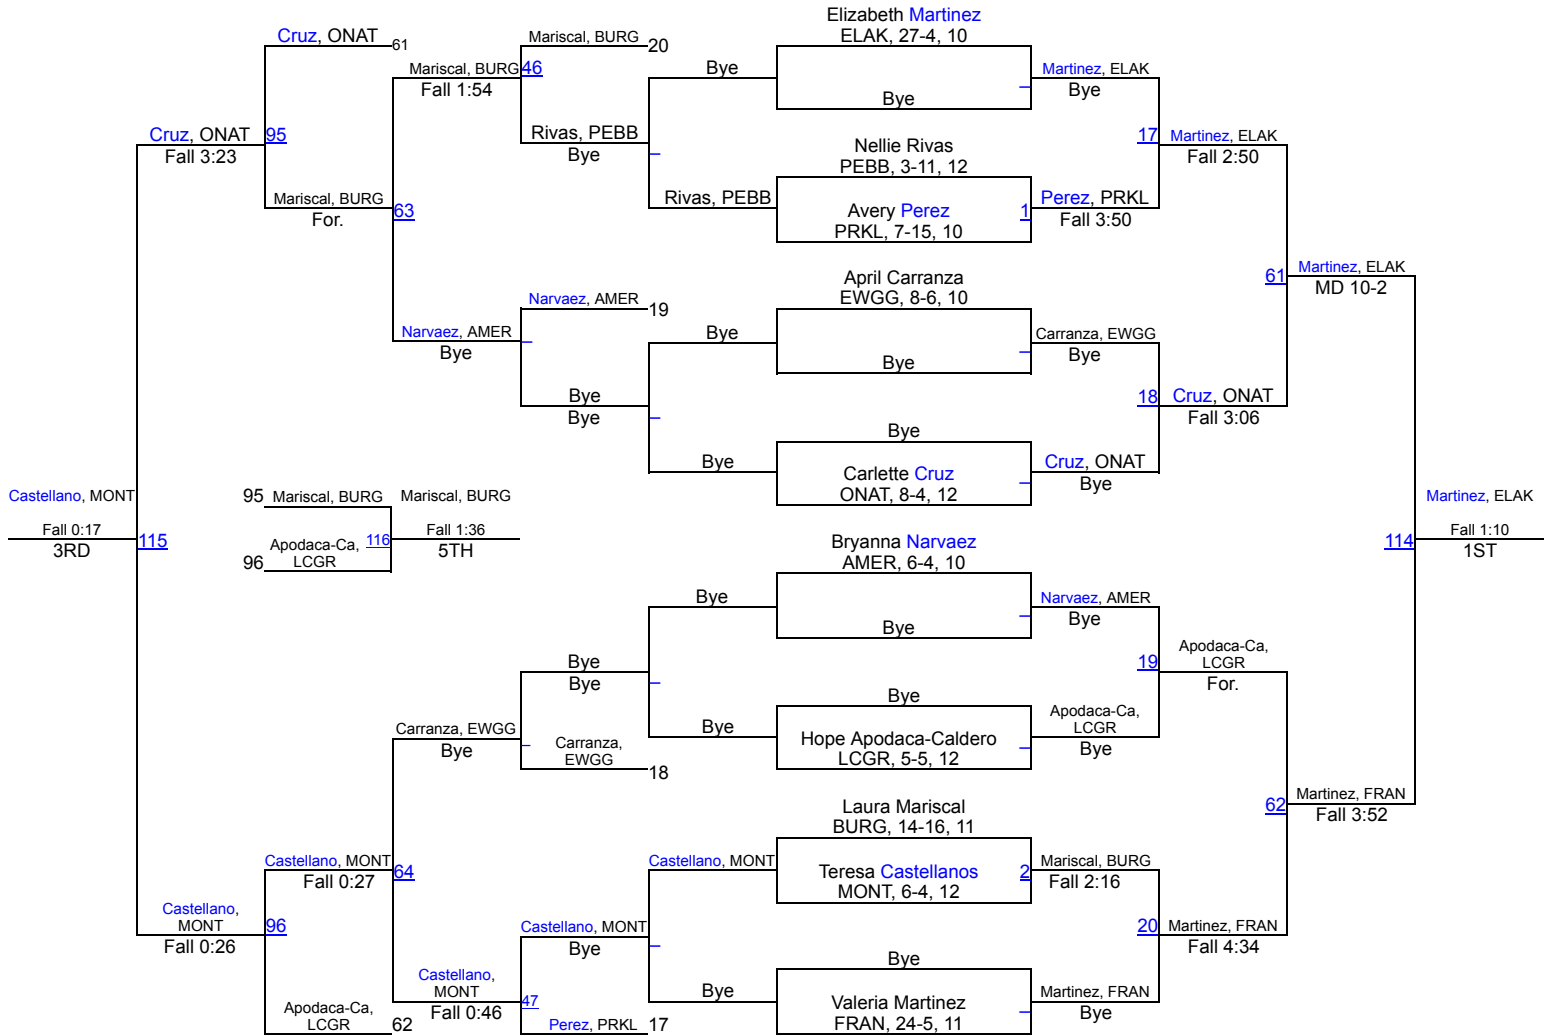 Elizabeth Martinez
ELAK, 27-4, 10
Cruz, ONAT
61
Mariscal, BURG
20
Mariscal, BURG
46
Fall 1:54
Bye
Martinez, ELAK
Bye
Bye
Cruz, ONAT
95
Fall 3:23
Rivas, PEBB
Bye
Nellie Rivas
PEBB, 3-11, 12
17
Martinez, ELAK
Fall 2:50
Mariscal, BURG
For.
63
Rivas, PEBB
Avery Perez
PRKL, 7-15, 10
1
Perez, PRKL
Fall 3:50
April Carranza
EWGG, 8-6, 10
61
Martinez, ELAK
MD 10-2
Narvaez, AMER
19
Narvaez, AMER
Bye
Bye
Carranza, EWGG
Bye
Bye
Bye
Bye
18
Cruz, ONAT
Fall 3:06
Bye
Bye
Carlette Cruz
ONAT, 8-4, 12
Cruz, ONAT
Bye
Castellano, MONT
Fall 0:17
3RD
115
95
Mariscal, BURG
Apodaca-Ca,
LCGR
96
116
Mariscal, BURG
Fall 1:36
5TH
Martinez, ELAK
Fall 1:10
1ST
114
Bryanna Narvaez
AMER, 6-4, 10
Bye
Narvaez, AMER
Bye
Bye
Bye
Bye
19
Apodaca-Ca,
LCGR
For.
Bye
Bye
Hope Apodaca-Caldero
LCGR, 5-5, 12
Apodaca-Ca,
LCGR
Bye
Carranza, EWGG
Bye
Carranza,
EWGG
18
62
Martinez, FRAN
Fall 3:52
Laura Mariscal
BURG, 14-16, 11
Castellano, MONT
Fall 0:27
64
Castellano, MONT
Teresa Castellanos
MONT, 6-4, 12
2
Mariscal, BURG
Fall 2:16
Castellano,
MONT
Fall 0:26
96
Castellano, MONT
Bye
20
Martinez, FRAN
Fall 4:34
Bye
Castellano,
MONT
Fall 0:46
47
Bye
Valeria Martinez
FRAN, 24-5, 11
Martinez, FRAN
Bye
Apodaca-Ca,
LCGR
62
Perez, PRKL
17